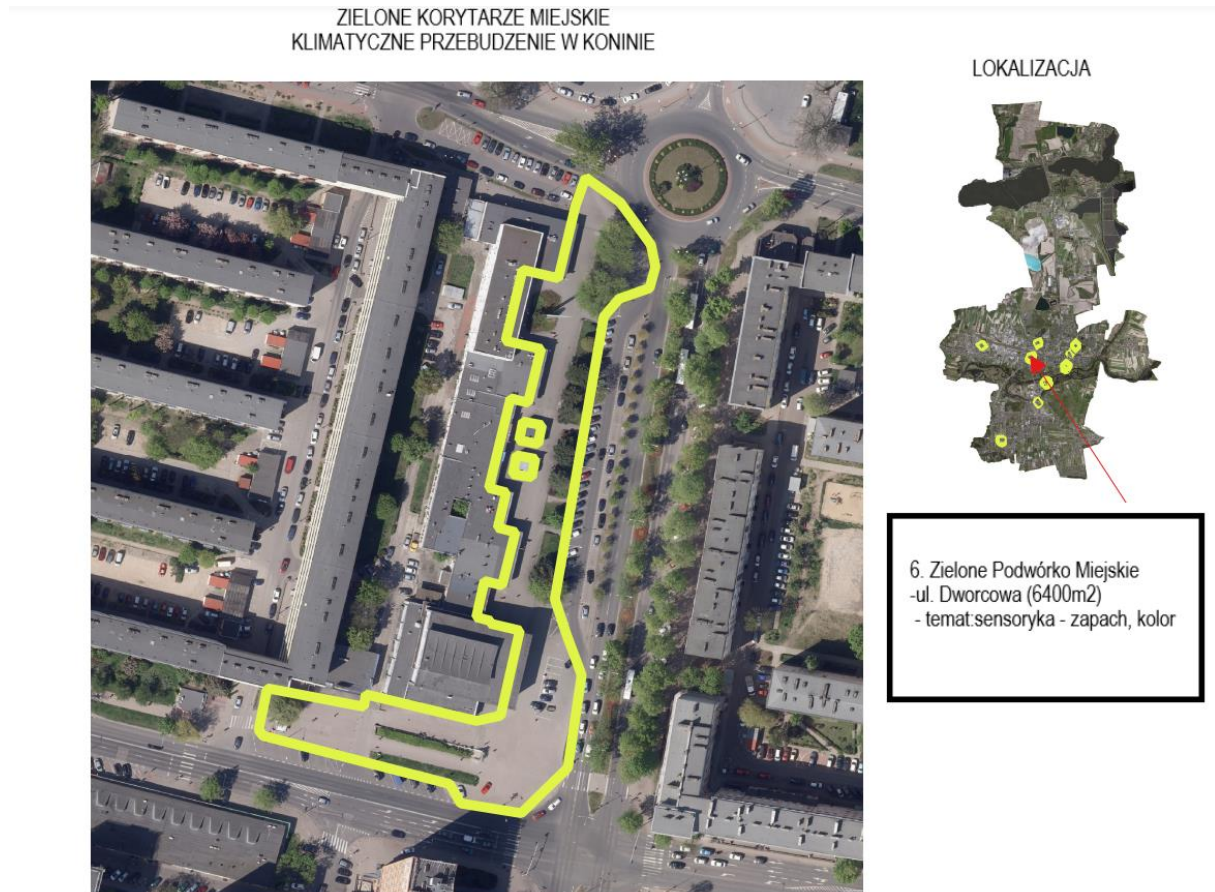 ZIELONE KORYTARZE MIEJSKIE
KLIMATYCZNE PRZEBUDZENIE W KONINIE
LOKALIZACJA
6. Zielone Podwórko Miejskie
-ul. Dworcowa (6400m2)
- temat:sensoryka - zapach, kolor